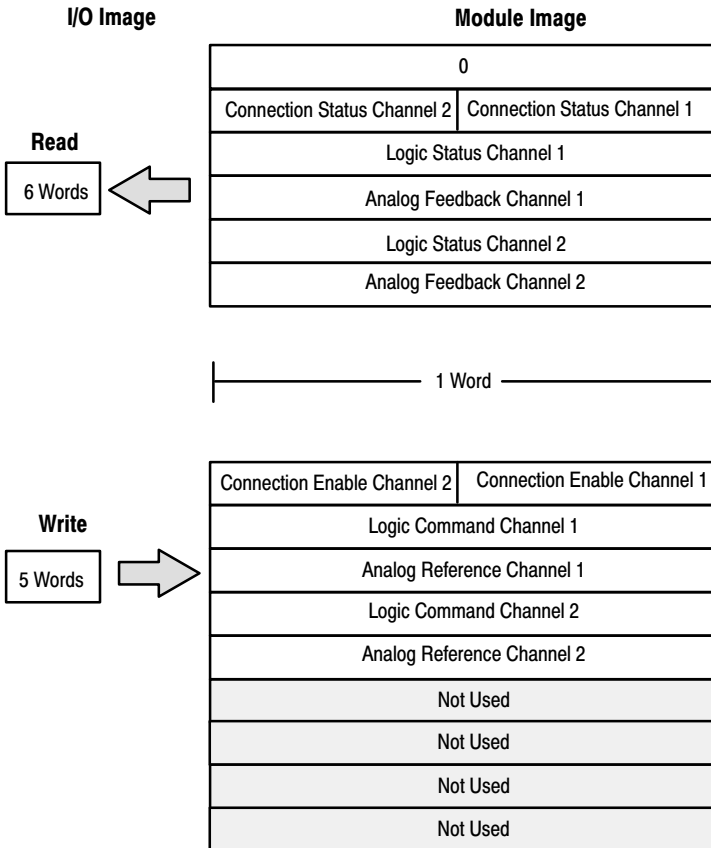 I/O Image Module Image
0
Connection Status Channel 2 Connection Status Channel 1
Read
Logic Status Channel 1
6 Words
Analog Feedback Channel 1
Logic Status Channel 2
Analog Feedback Channel 2
1 Word
Connection Enable Channel 2 Connection Enable Channel 1
Write
Logic Command Channel 1
5 Words
Analog Reference Channel 1
Logic Command Channel 2
Analog Reference Channel 2
Not Used
Not Used
Not Used
Not Used